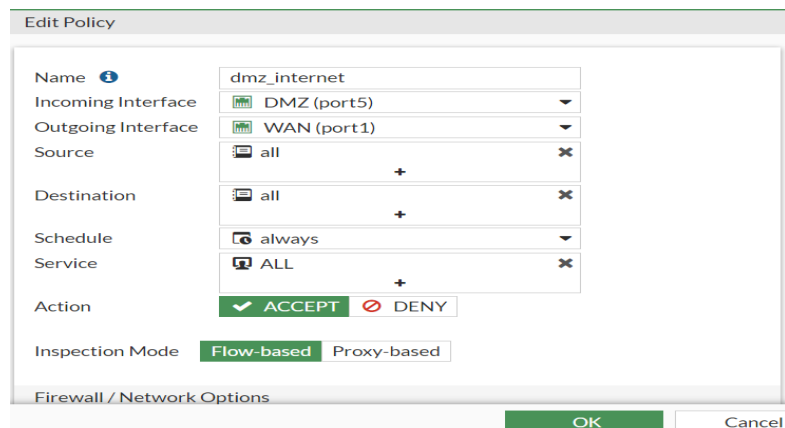 Edit Policy
Name dmz_internet
Incoming Interface DMZ (port5)
Outgoing Interface WAN (port1)
Source all
+
Destination all
+
Schedule always
Service ALL
+
Action ACCEPT DENY
Inspection Mode Flow-based Proxy-based
Firewall / Network Options
OK Cancel